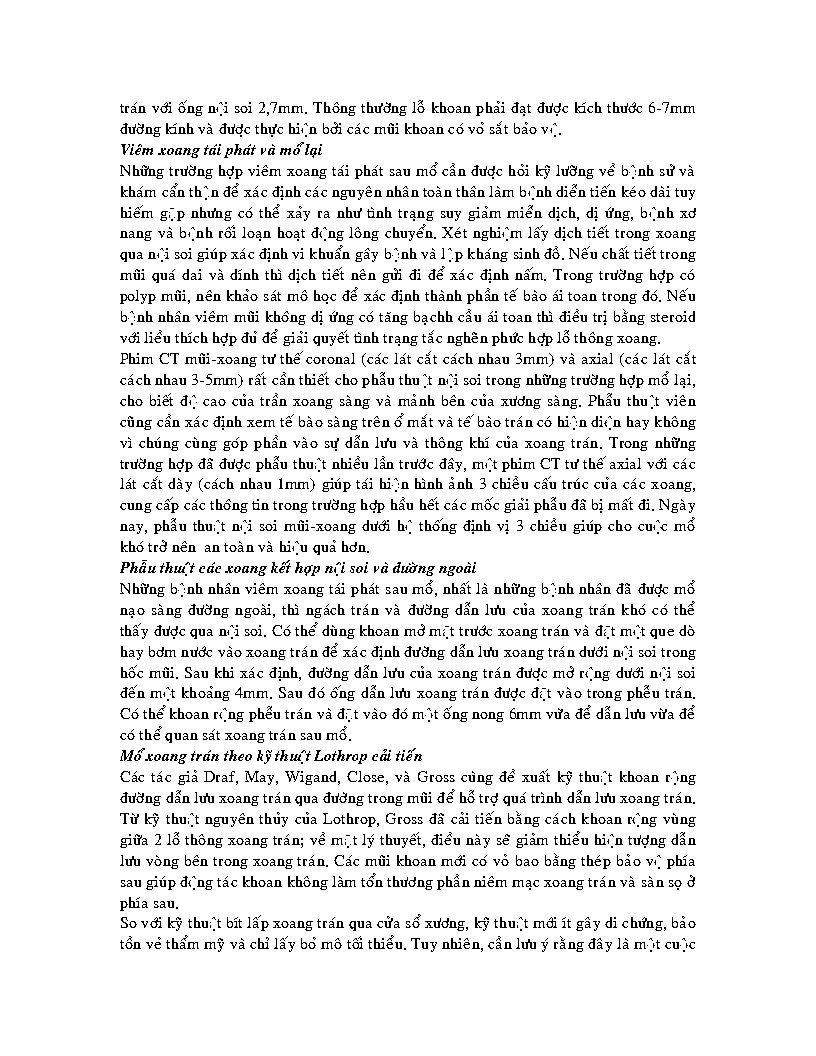 trán với ống nội soi 2,7mm. Thông thường lỗ khoan phải đạt được kích thước 6-7mm
đường kính và được thực hiện bởi các mũi khoan có vỏ sắt bảo vệ.
Viêm xoang tái phát và mổ lại
Những trường hợp viêm xoang tái phát sau mổ cần được hỏi kỹ lưỡng về bệnh sử và
khám cẩn thận để xác định các nguyên nhân toàn thân làm bệnh diễn tiến kéo dài tuy
hiếm gặp nhưng có thể xảy ra như tình trạng suy giảm miễn dịch, dị ứng, bệnh xơ
nang và bệnh rối loạn hoạt động lông chuyển. Xét nghiệm lấy dịch tiết trong xoang
qua nội soi giúp xác định vi khuẩn gây bệnh và lập kháng sinh đồ. Nếu chất tiết trong
mũi quá dai và dính thì dịch tiết nên gửi đi để xác định nấm. Trong trường hợp có
polyp mũi, nên khảo sát mô học để xác định thành phần tế bào ái toan trong đó. Nếu
bệnh nhân viêm mũi không dị ứng có tăng bạchh cầu ái toan thì điều trị bằng steroid
với liều thích hợp đủ để giải quyết tình trạng tắc nghẽn phức hợp lỗ thông xoang.
Phim CT mũi-xoang tư thế coronal (các lát cắt cách nhau 3mm) và axial (các lát cắt
cách nhau 3-5mm) rất cần thiết cho phẫu thuật nội soi trong những trường hợp mổ lại,
cho biết độ cao của trần xoang sàng và mảnh bên của xương sàng. Phẫu thuật viên
cũng cần xác định xem tế bào sàng trên ổ mắt và tế bào trán có hiện diện hay không
vì chúng cùng góp phần vào sự dẫn lưu và thông khí của xoang trán. Trong những
trường hợp đã được phẫu thuật nhiều lần trước đây, một phim CT tư thế axial với các
lát cắt dày (cách nhau 1mm) giúp tái hiện hình ảnh 3 chiều cấu trúc của các xoang,
cung cấp các thông tin trong trường hợp hầu hết các mốc giải phẫu đã bị mất đi. Ngày
nay, phẫu thuật nội soi mũi-xoang dưới hệ thống định vị 3 chiều giúp cho cuộc mổ
khó trở nên  an toàn và hiệu quả hơn.
Phẫu thuật các xoang kết hợp nội soi và đường ngoài
Những bệnh nhân viêm xoang tái phát sau mổ, nhất là những bệnh nhân đã được mổ
nạo sàng đường ngoài, thì ngách trán và đường dẫn lưu của xoang trán khó có thể
thấy được qua nội soi. Có thể dùng khoan mở mặt trước xoang trán và đặt một que dò
hay bơm nước vào xoang trán để xác định đường dẫn lưu xoang trán dưới nội soi trong
hốc mũi. Sau khi xác định, đường dẫn lưu của xoang trán được mở rộng dưới nội soi
đến một khoảng 4mm. Sau đó ống dẫn lưu xoang trán được đặt vào trong phễu trán.
Có thể khoan rộng phễu trán và đặt vào đó một ống nong 6mm vừa để dẫn lưu vừa để
có thể quan sát xoang trán sau mổ.
Mổ xoang trán theo kỹ thuật Lothrop cải tiến
Các tác giả Draf, May, Wigand, Close, và Gross cùng đề xuất kỹ thuật khoan rộng
đường dẫn lưu xoang trán qua đường trong mũi để hỗ trợ quá trình dẫn lưu xoang trán.
Từ kỹ thuật nguyên thủy của Lothrop, Gross đã cải tiến bằng cách khoan rộng vùng
giữa 2 lỗ thông xoang trán; về mặt lý thuyết, điều này sẽ giảm thiểu hiện tượng dẫn
lưu vòng bên trong xoang trán. Các mũi khoan mới có vỏ bao bằng thép bảo vệ phía
sau giúp động tác khoan không làm tổn thương phần niêm mạc xoang trán và sàn sọ ở
phía sau.
So với kỹ thuật bít lấp xoang trán qua cửa sổ xương, kỹ thuật mới ít gây di chứng, bảo
tồn vẻ thẩm mỹ và chỉ lấy bỏ mô tối thiểu. Tuy nhiên, cần lưu ý rằng đây là một cuộc